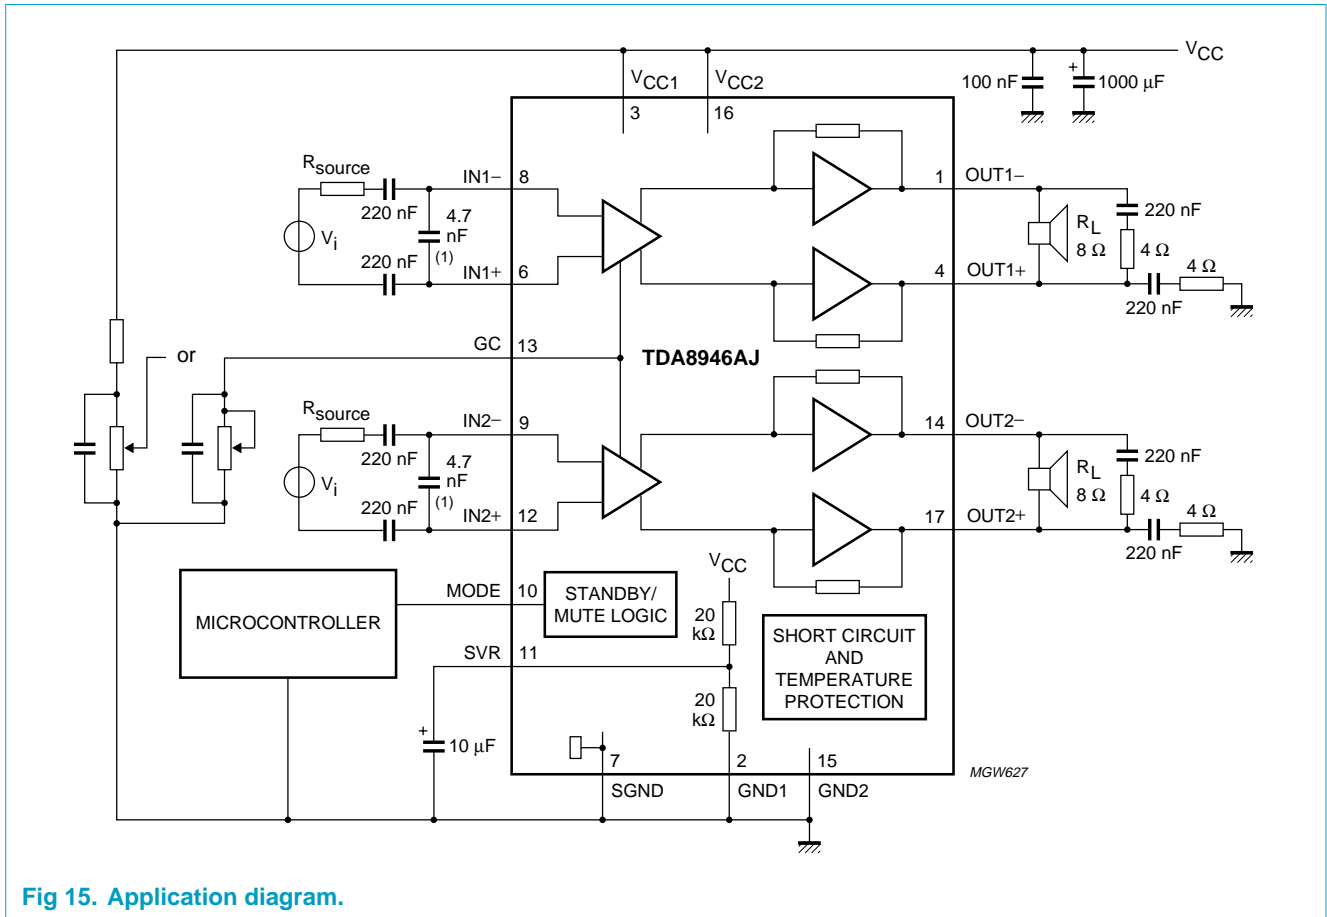 VCC
VCC1
VCC2
100 nF
+
1000 μF
3
16
Rsource
IN1−
8
1
OUT1−
220 nF
4.7
nF
(1)
220 nF
Vi
RL
8 Ω
4 Ω
220 nF
IN1+
6
4
OUT1+
4 Ω
220 nF
or
GC
13
TDA8946AJ
Rsource
IN2−
9
14
OUT2−
220 nF
4.7
nF
(1)
220 nF
Vi
RL
8 Ω
4 Ω
220 nF
IN2+
12
17
OUT2+
4 Ω
220 nF
VCC
MICROCONTROLLER
MODE
10
STANDBY/
MUTE LOGIC
20
kΩ
SHORT CIRCUIT
AND
TEMPERATURE
PROTECTION
SVR
11
20
kΩ
+
10 μF
7
2
15
MGW627
SGND
GND1
GND2
Fig 15. Application diagram.